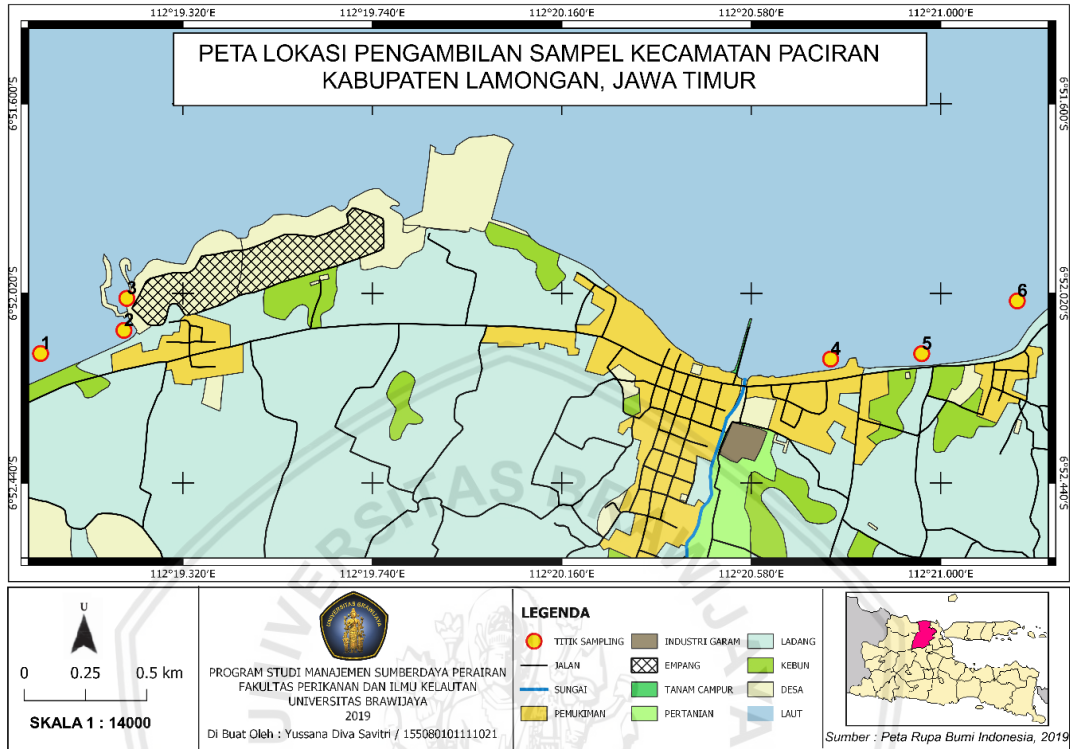 112°19.320'E 112°19.740'E 112°20.160'E 112°20.580'E 112°21.000'E
PETA LOKASI PENGAMBILAN SAMPEL KECAMATAN PACIRAN
KABUPATEN LAMONGAN, JAWA TIMUR
6°51.600'S 6°51.600'S
6°52.020'S 6°52.020'S
6°52.440'S 6°52.440'S
3
6
2
1
4
5
112°19.320'E 112°19.740'E 112°20.160'E 112°20.580'E 112°21.000'E
UNIVERSITAS BRAWIJAYA
U
0 0.25 0.5 km
SKALA 1 : 14000
UNIVERSITAS BRAWIJAYA
PROGRAM STUDI MANAJEMEN SUMBERDAYA PERAIRAN
FAKULTAS PERIKANAN DAN ILMU KELAUTAN
UNIVERSITAS BRAWIJAYA
2019
Di Buat Oleh : Yussana Diva Savitri / 155080101111021
LEGENDA
TITIK SAMPLING
JALAN
SUNGAI
PEMUKIMAN
INDUSTRI GARAM
EMPANG
TANAM CAMPUR
PERTANIAN
LADANG
KEBUN
DESA
LAUT
Sumber : Peta Rupa Bumi Indonesia, 2019